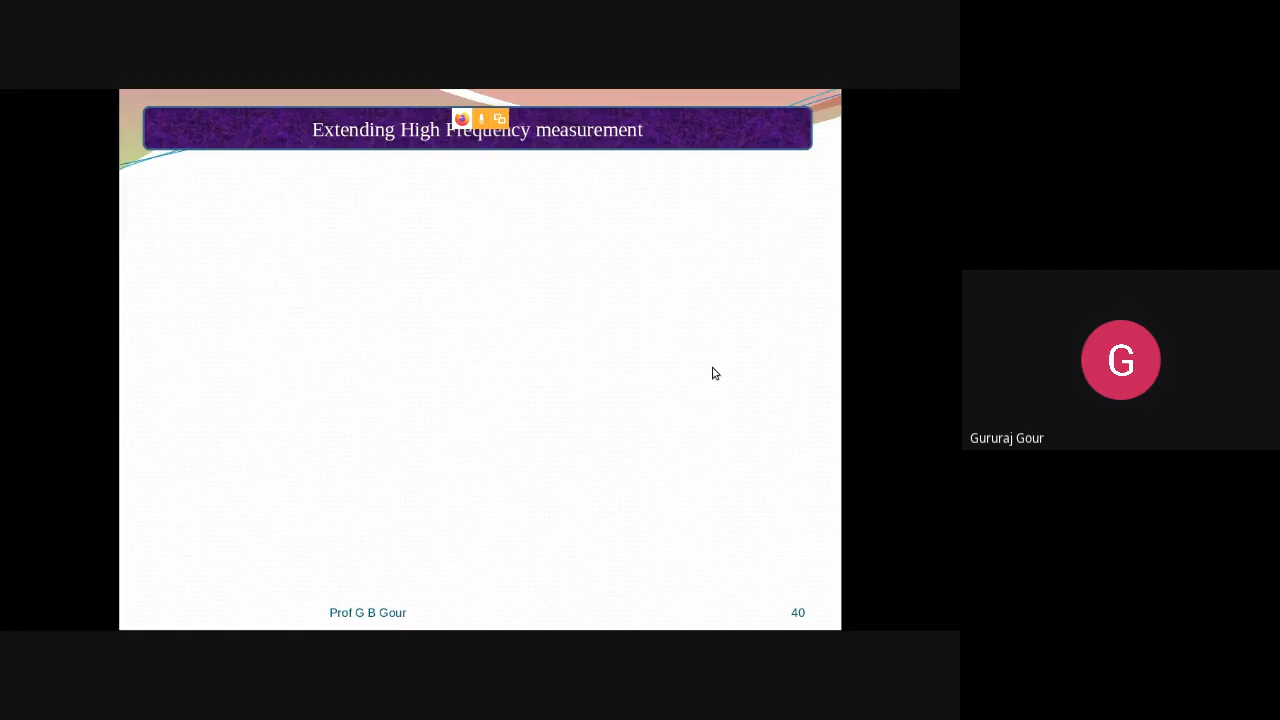 Extending High Frequency measurement
G
Gururaj Gour
Prof G B Gour
40